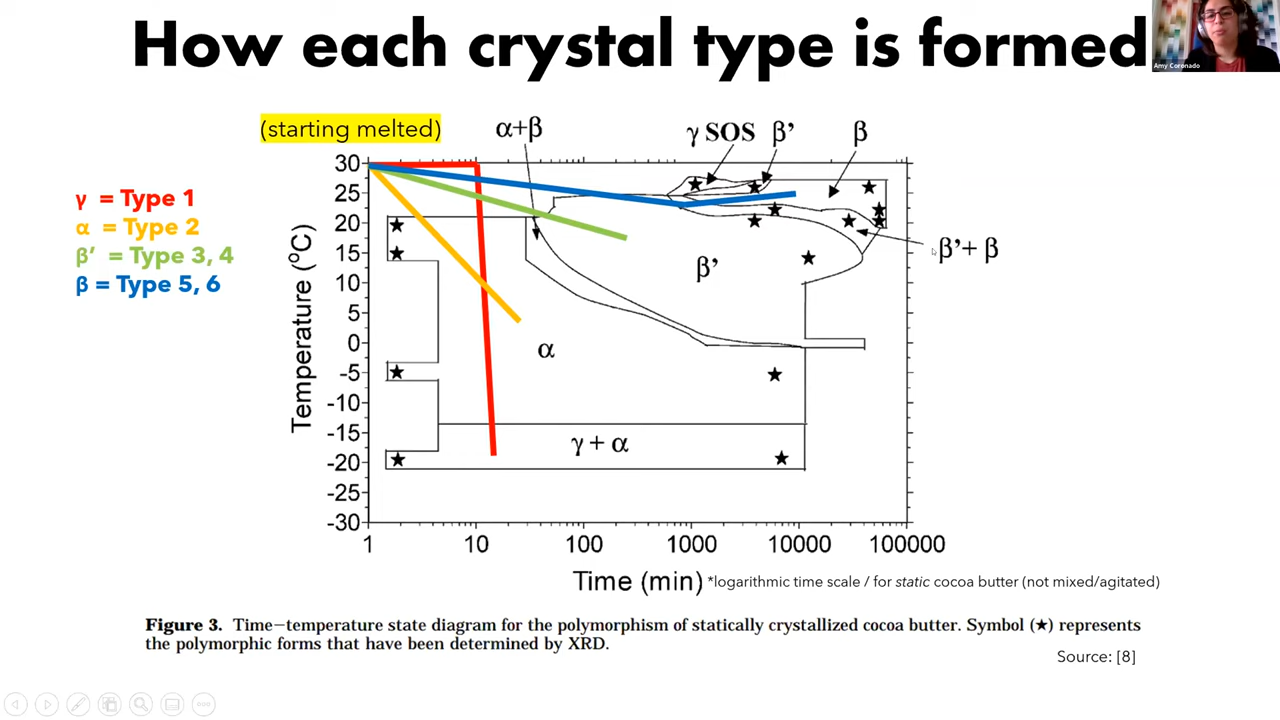 How each crystal type is formed
Amy Coronado
(starting melted)
α+β
γ SOS
β’
β
γ = Type 1
α = Type 2
β’ = Type 3, 4
β = Type 5, 6
30
25
20
15
10
5
0
-5
-10
-15
-20
-25
-30
Temperature (°C)
β’+ β
β’
α
γ + α
1
10
100
1000
10000
100000
Time (min)
*logarithmic time scale / for static cocoa butter (not mixed/agitated)
Figure 3. Time−temperature state diagram for the polymorphism of statically crystallized cocoa butter. Symbol (★) represents
the polymorphic forms that have been determined by XRD.
Source: [8]